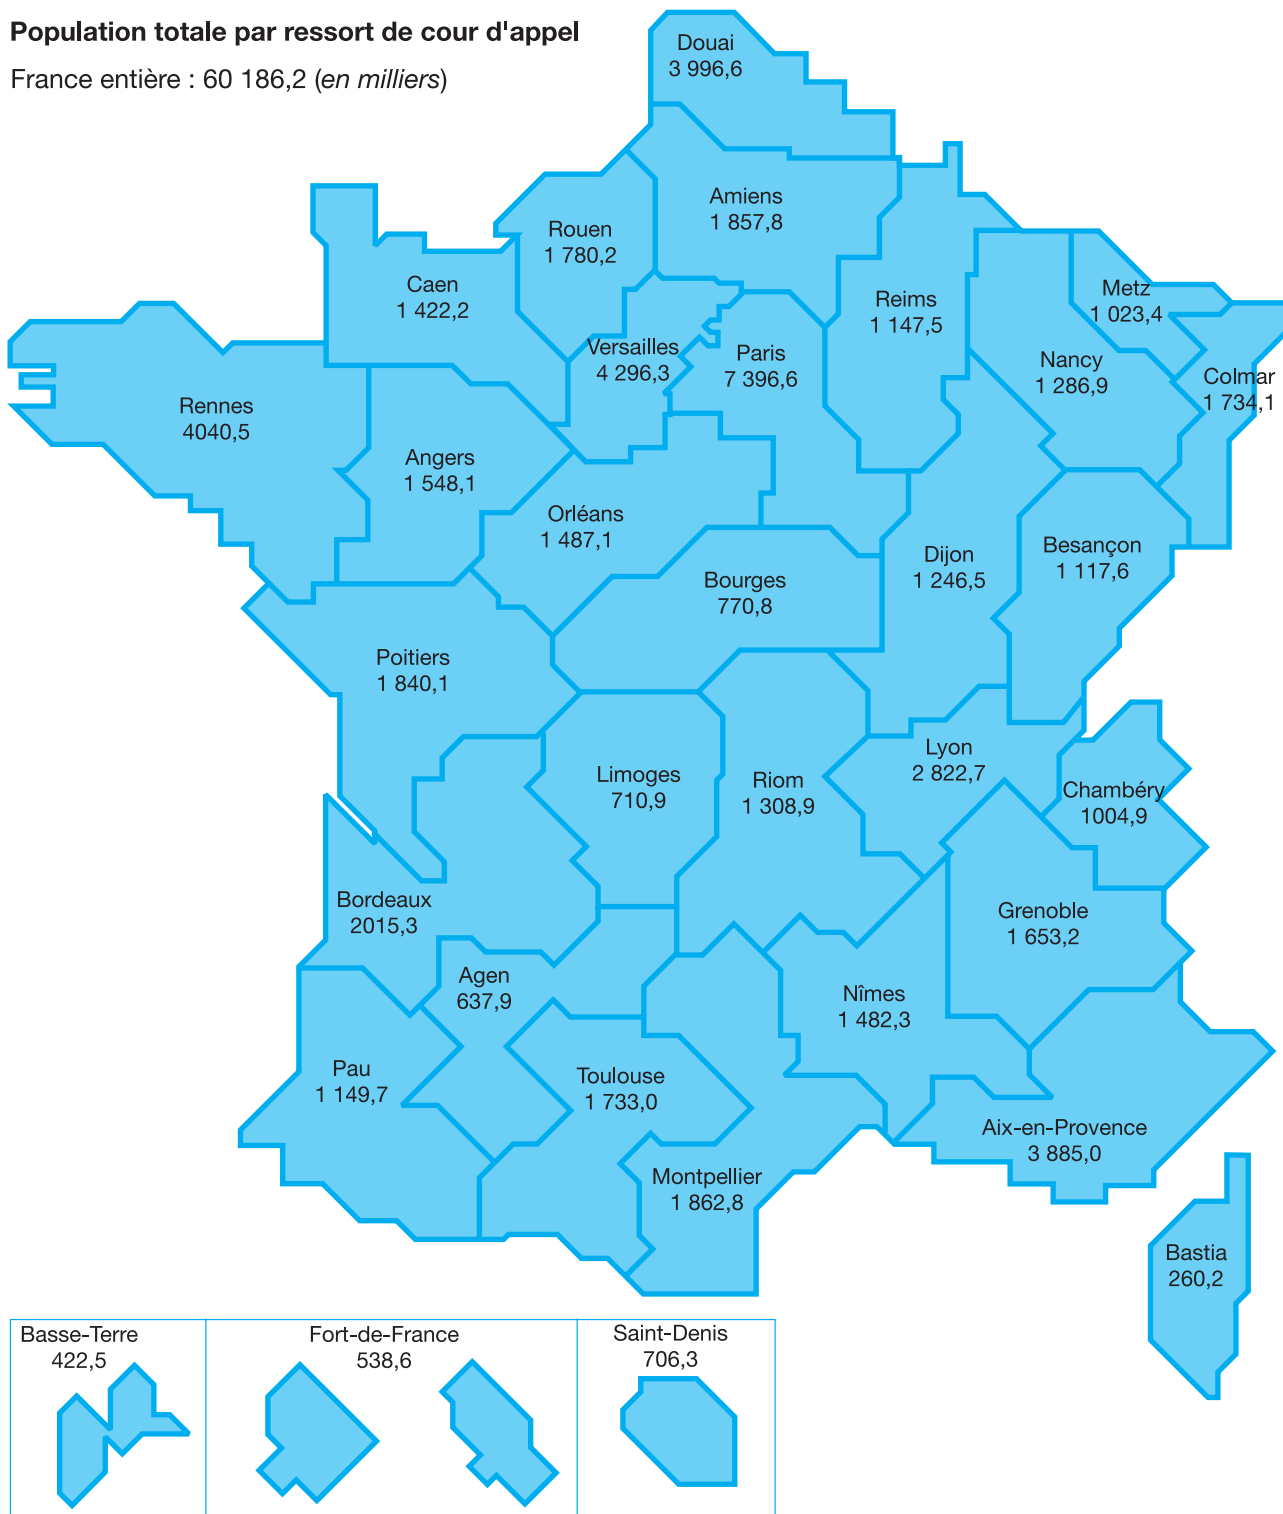 Population totale par ressort de cour d'appel
France entière : 60 186,2 (en milliers)
Douai
3 996,6
Amiens
1 857,8
Rouen
1 780,2
Caen
1 422,2
Reims
1 147,5
Metz
1 023,4
Versailles
4 296,3
Paris
7 396,6
Nancy
1 286,9
Colmar
1 734,1
Rennes
4040,5
Angers
1 548,1
Orléans
1 487,1
Dijon
1 246,5
Besançon
1 117,6
Bourges
770,8
Poitiers
1 840,1
Limoges
710,9
Riom
1 308,9
Lyon
2 822,7
Chambéry
1004,9
Bordeaux
2015,3
Grenoble
1 653,2
Agen
637,9
Nîmes
1 482,3
Pau
1 149,7
Toulouse
1 733,0
Aix-en-Provence
3 885,0
Montpellier
1 862,8
Bastia
260,2
Basse-Terre
422,5
Fort-de-France
538,6
Saint-Denis
706,3